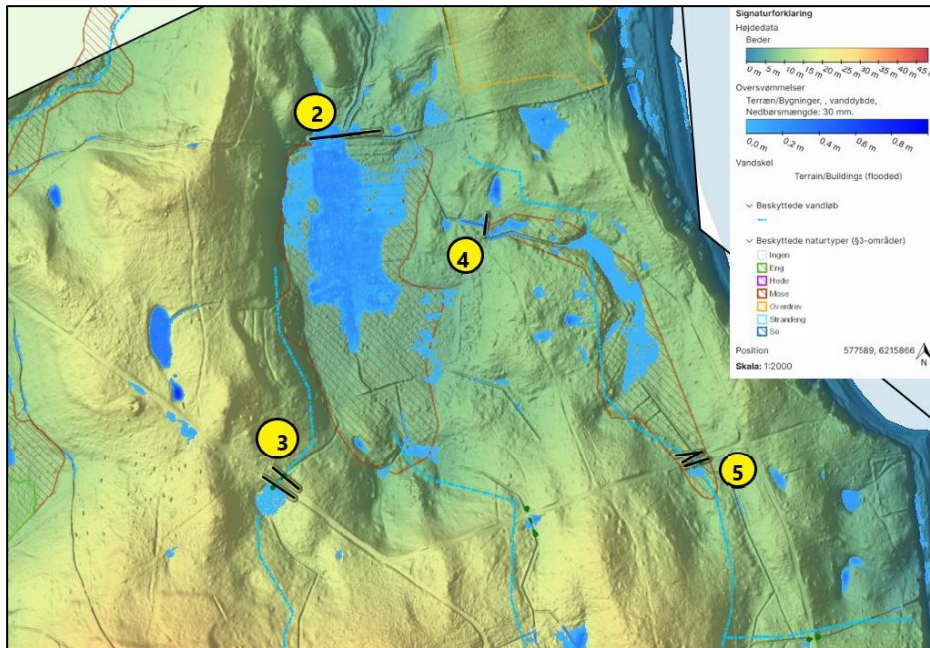 2
3
4
5
Signaturforklaring
Højdedata
Beder
0 m 5 m 10 m 15 m 20 m 25 m 30 m 35 m 40 m 45 m
Oversvømmelser
Terræn/Bygninger, , vanddybde,
Nedbørsmængde: 30 mm.
0.0 m 0.2 m 0.4 m 0.6 m 0.8 m
Vandskel
Terrain/Buildings (flooded)
Beskyttede vandløb
Beskyttede naturtyper (§3-områder)
Ingen
Eng
Hede
Mose
Overdrev
Strandeng
Sø
Position 577589, 6215866
Skala: 1:2000
N